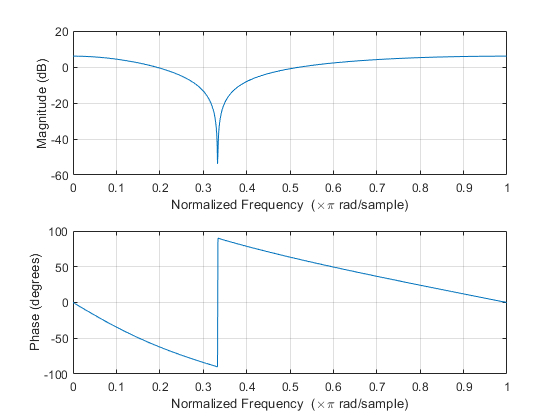 20
0
-20
-40
-60
Magnitude (dB)
0 0.1 0.2 0.3 0.4 0.5 0.6 0.7 0.8 0.9 1
Normalized Frequency (×π rad/sample)
100
50
0
-50
-100
Phase (degrees)
0 0.1 0.2 0.3 0.4 0.5 0.6 0.7 0.8 0.9 1
Normalized Frequency (×π rad/sample)